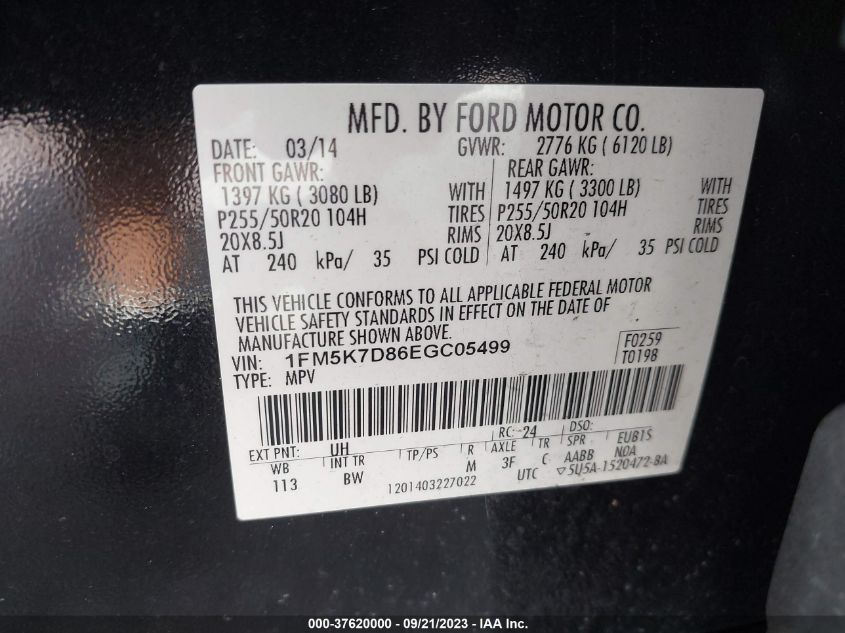 MFD. BY FORD MOTOR CO.
DATE: 03/14 GVWR: 2776 KG ( 6120 LB)
FRONT GAWR: REAR GAWR:
1397 KG ( 3080 LB) WITH 1497 KG ( 3300 LB) WITH
P255/50R20 104H TIRES P255/50R20 104H TIRES
20X8.5J RIMS 20X8.5J RIMS
AT 240 kPa/ 35 PSI COLD AT 240 kPa/ 35 PSI COLD
THIS VEHICLE CONFORMS TO ALL APPLICABLE FEDERAL MOTOR
VEHICLE SAFETY STANDARDS IN EFFECT ON THE DATE OF
MANUFACTURE SHOWN ABOVE.
VIN: 1FM5K7D86EGC05499 F0259
TYPE: MPV T0198
EXT PNT: UH RC: 24 DSO:
WB INT TR TP/PS R AXLE TR SPR EUB1S
113 BW M 3F C AABB NDA
1201403227022 UTC ▽5U5A-1520472-BA
000-37620000 - 09/21/2023 - IAA Inc.